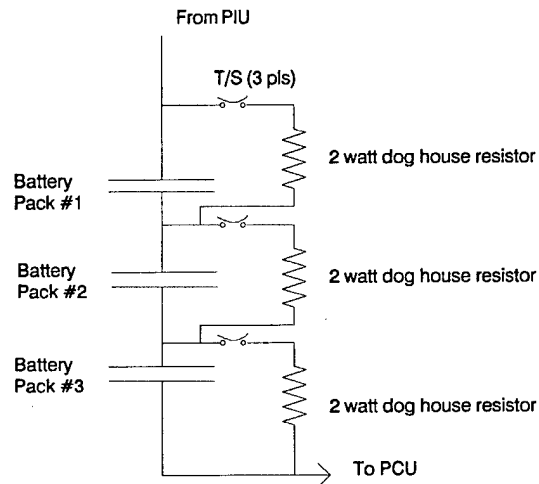 From PIU
T/S (3 pls)
2 watt dog house resistor
Battery
Pack #1
Battery
Pack #2
2 watt dog house resistor
Battery
Pack #3
2 watt dog house resistor
To PCU